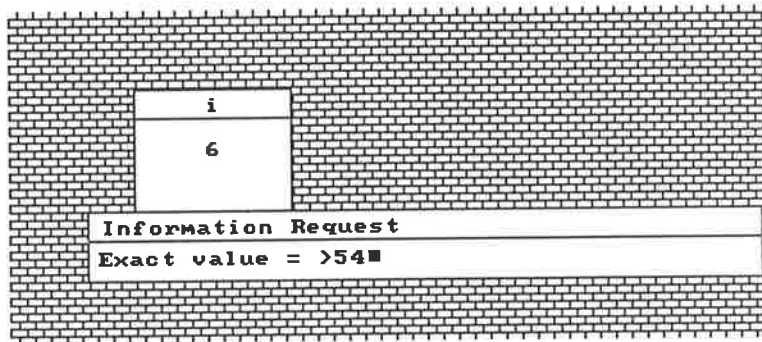 i
6
Information Request
Exact value = >54■